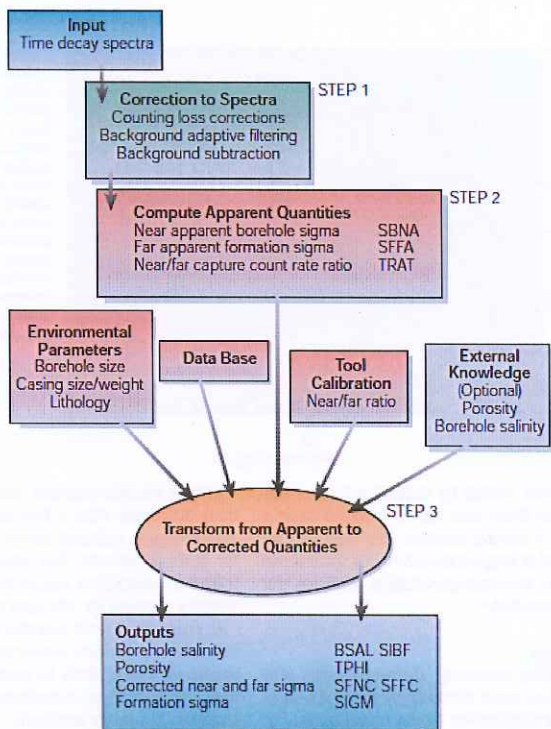 Input
Time decay spectra
STEP 1
Correction to Spectra
Counting loss corrections
Background adaptive filtering
Background subtraction
STEP 2
Compute Apparent Quantities
Near apparent borehole sigma SBNA
Far apparent formation sigma SFFA
Near/far capture count rate ratio TRAT
Environmental
Parameters
Borehole size
Casing size/weight
Lithology
Data Base
Tool
Calibration
Near/far ratio
External
Knowledge
(Optional)
Porosity
Borehole salinity
STEP 3
Transform from Apparent to
Corrected Quantities
Outputs
Borehole salinity BSAL SIBF
Porosity TPHI
Corrected near and far sigma SFNC SFFC
Formation sigma SIGM